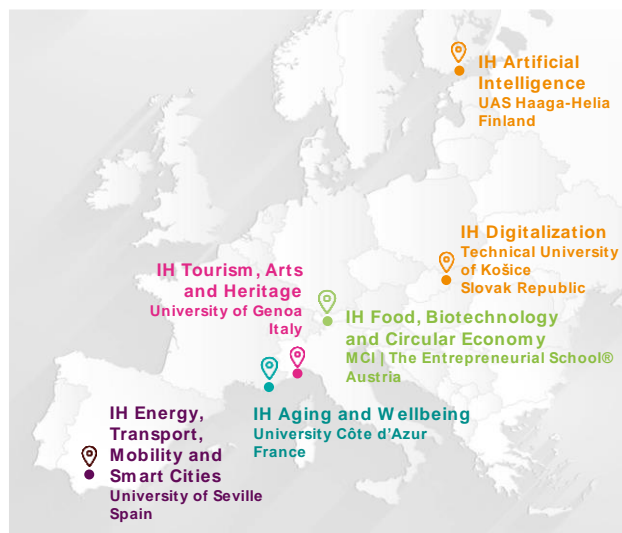 IH Artificial
Intelligence
UAS Haaga-Helia
Finland
IH Digitalization
Technical University
of Košice
Slovak Republic
IH Tourism, Arts
and Heritage
University of Genoa
Italy
IH Food, Biotechnology
and Circular Economy
MCI | The Entrepreneurial School®
Austria
IH Aging and Wellbeing
University Côte d’Azur
France
IH Energy,
Transport,
Mobility and
Smart Cities
University of Seville
Spain